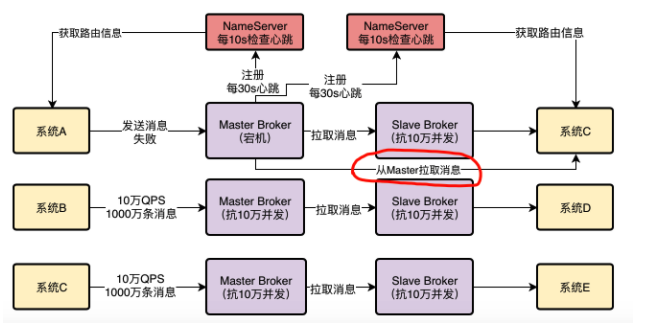 NameServer
每10s检查心跳
NameServer
每10s检查心跳
获取路由信息
获取路由信息
注册
每30s心跳
注册
每30s心跳
系统A
发送消息
失败
Master Broker
（宕机）
拉取消息
Slave Broker
（抗10万并发）
系统C
从Master拉取消息
系统B
10万QPS
1000万条消息
Master Broker
（抗10万并发）
拉取消息
Slave Broker
（抗10万并发）
系统D
系统C
10万QPS
1000万条消息
Master Broker
（抗10万并发）
拉取消息
Slave Broker
（抗10万并发）
系统E